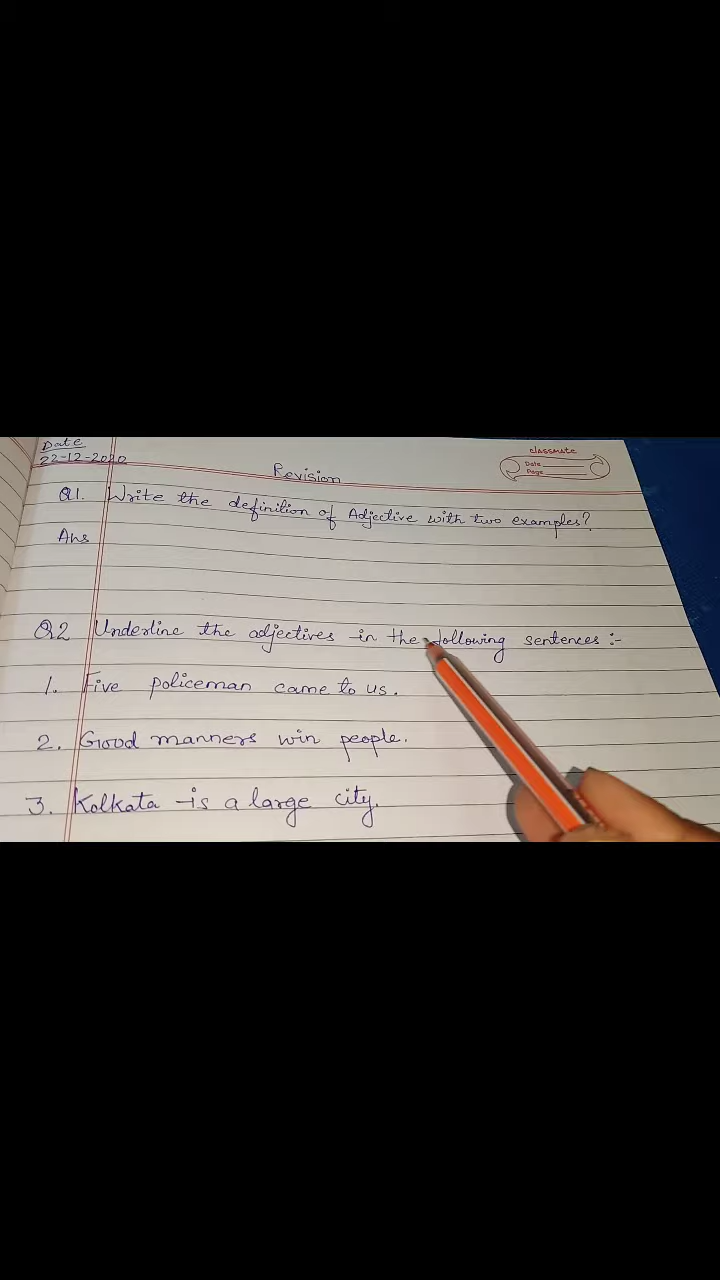 Date
22-12-2020
classmate
Date
Page
Revision
Q1. Write the definition of Adjective with two examples?
Ans
Q2 Underline the adjectives in the following sentences :-
1. Five policeman came to us.
2. Good manners win people.
3. Kolkata is a large city.